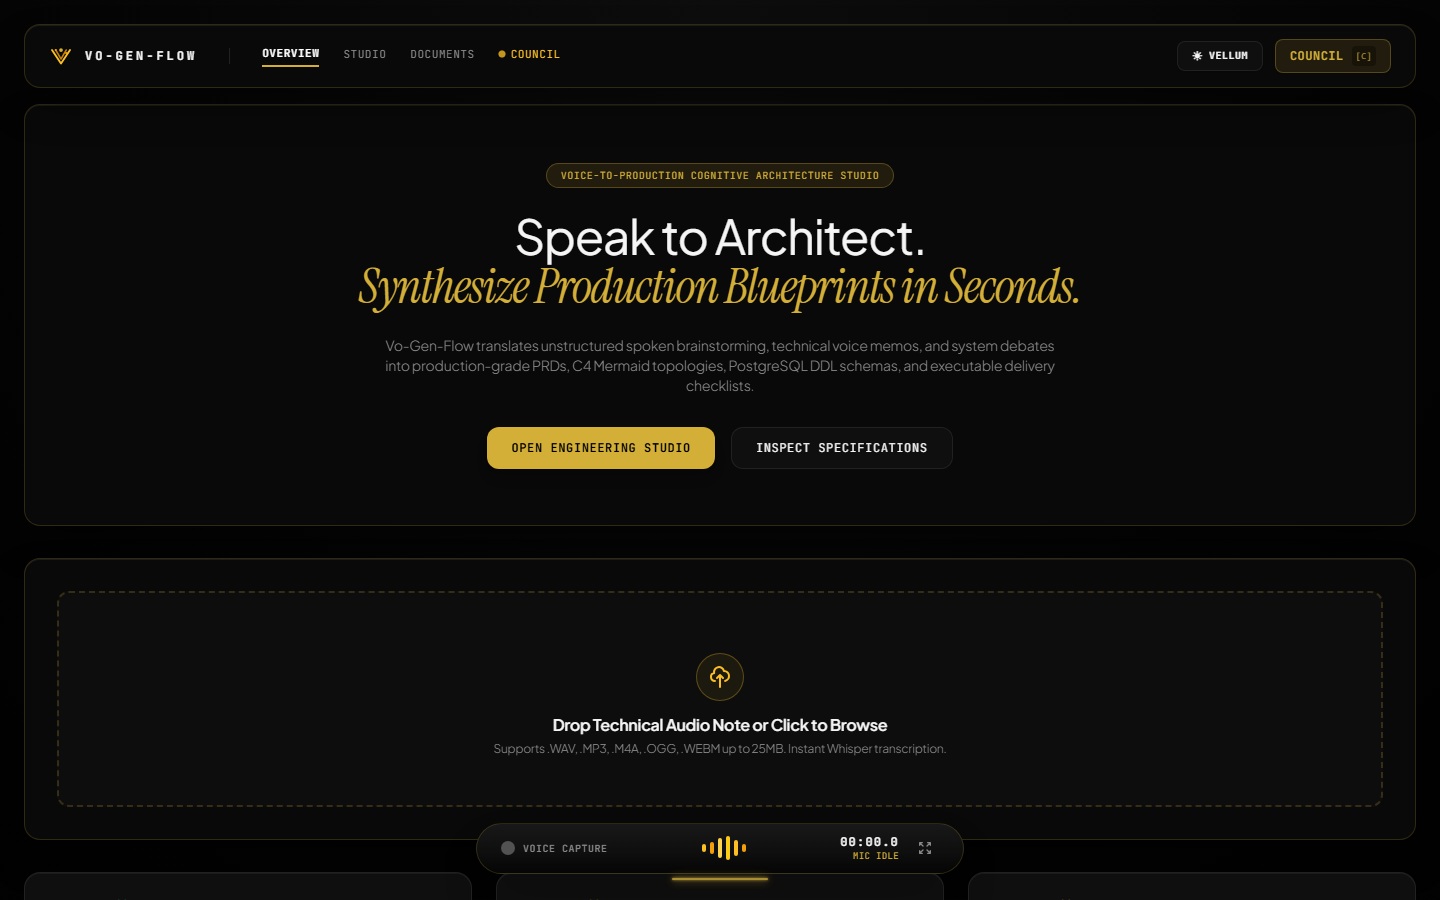 VO-GEN-FLOW
OVERVIEW
STUDIO
DOCUMENTS
COUNCIL
VELLUM
COUNCIL [C]
VOICE-TO-PRODUCTION COGNITIVE ARCHITECTURE STUDIO
Speak to Architect.
Synthesize Production Blueprints in Seconds.
Vo-Gen-Flow translates unstructured spoken brainstorming, technical voice memos, and system debates
into production-grade PRDs, C4 Mermaid topologies, PostgreSQL DDL schemas, and executable delivery
checklists.
OPEN ENGINEERING STUDIO
INSPECT SPECIFICATIONS
Drop Technical Audio Note or Click to Browse
Supports .WAV, .MP3, .M4A, .OGG, .WEBM up to 25MB. Instant Whisper transcription.
VOICE CAPTURE
00:00.0
MIC IDLE